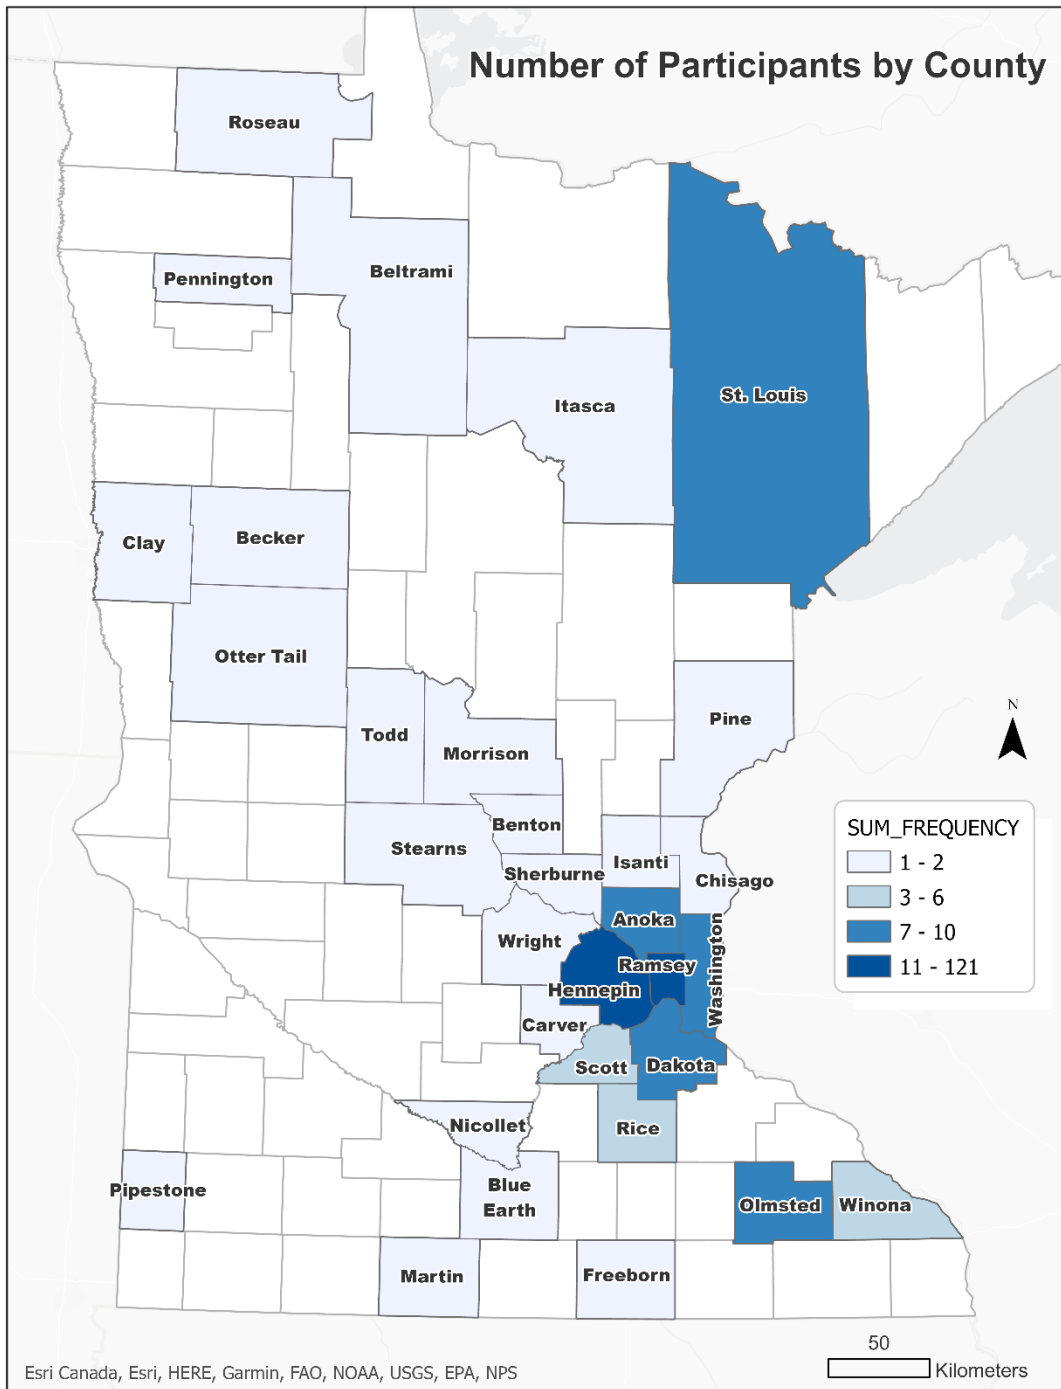 Number of Participants by County
Roseau
Pennington
Beltrami
Itasca
St. Louis
Clay
Becker
Otter Tail
Todd
Morrison
Pine
N
Benton
Stearns
Sherburne
Isanti
Chisago
Anoka
Wright
Ramsey
Hennepin
Washington
Carver
Scott
Dakota
Nicollet
Rice
Pipestone
Blue
Earth
Olmsted
Winona
Martin
Freeborn
SUM_FREQUENCY
1 - 2
3 - 6
7 - 10
11 - 121
50
Kilometers
Esri Canada, Esri, HERE, Garmin, FAO, NOAA, USGS, EPA, NPS